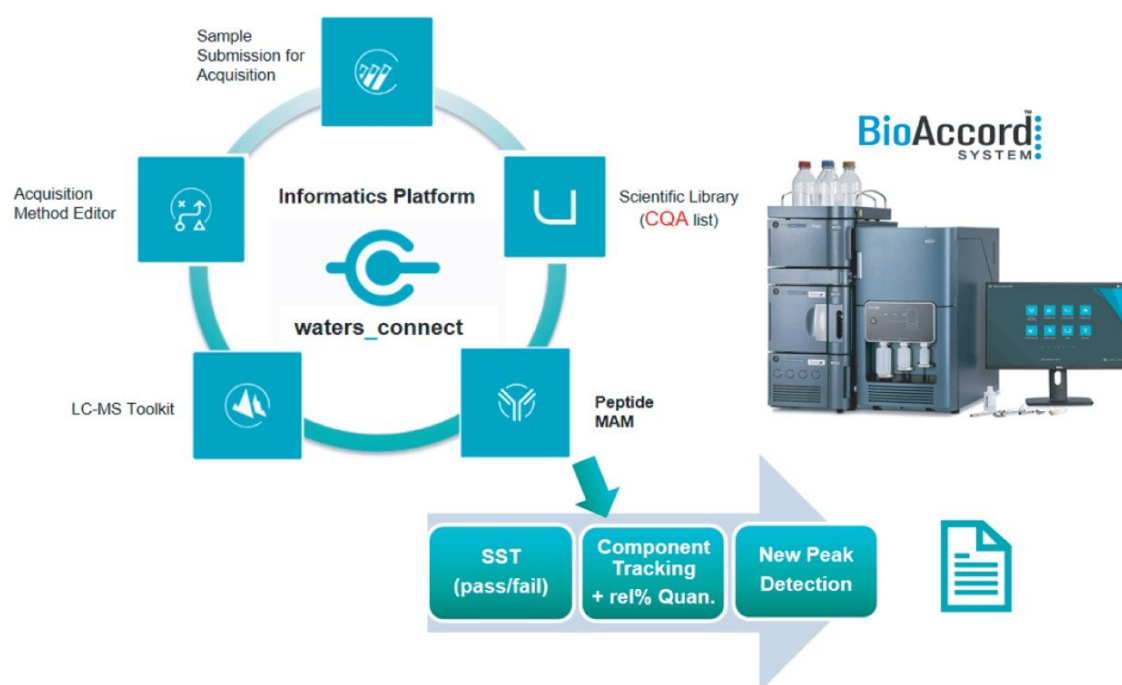 Sample
Submission for
Acquisition
Acquisition
Method Editor
Informatics Platform
waters_connect
Scientific Library
(CQA list)
LC-MS Toolkit
Peptide
MAM
BioAccord™
SYSTEM
SST
(pass/fail)
Component
Tracking
+ rel% Quan.
New Peak
Detection